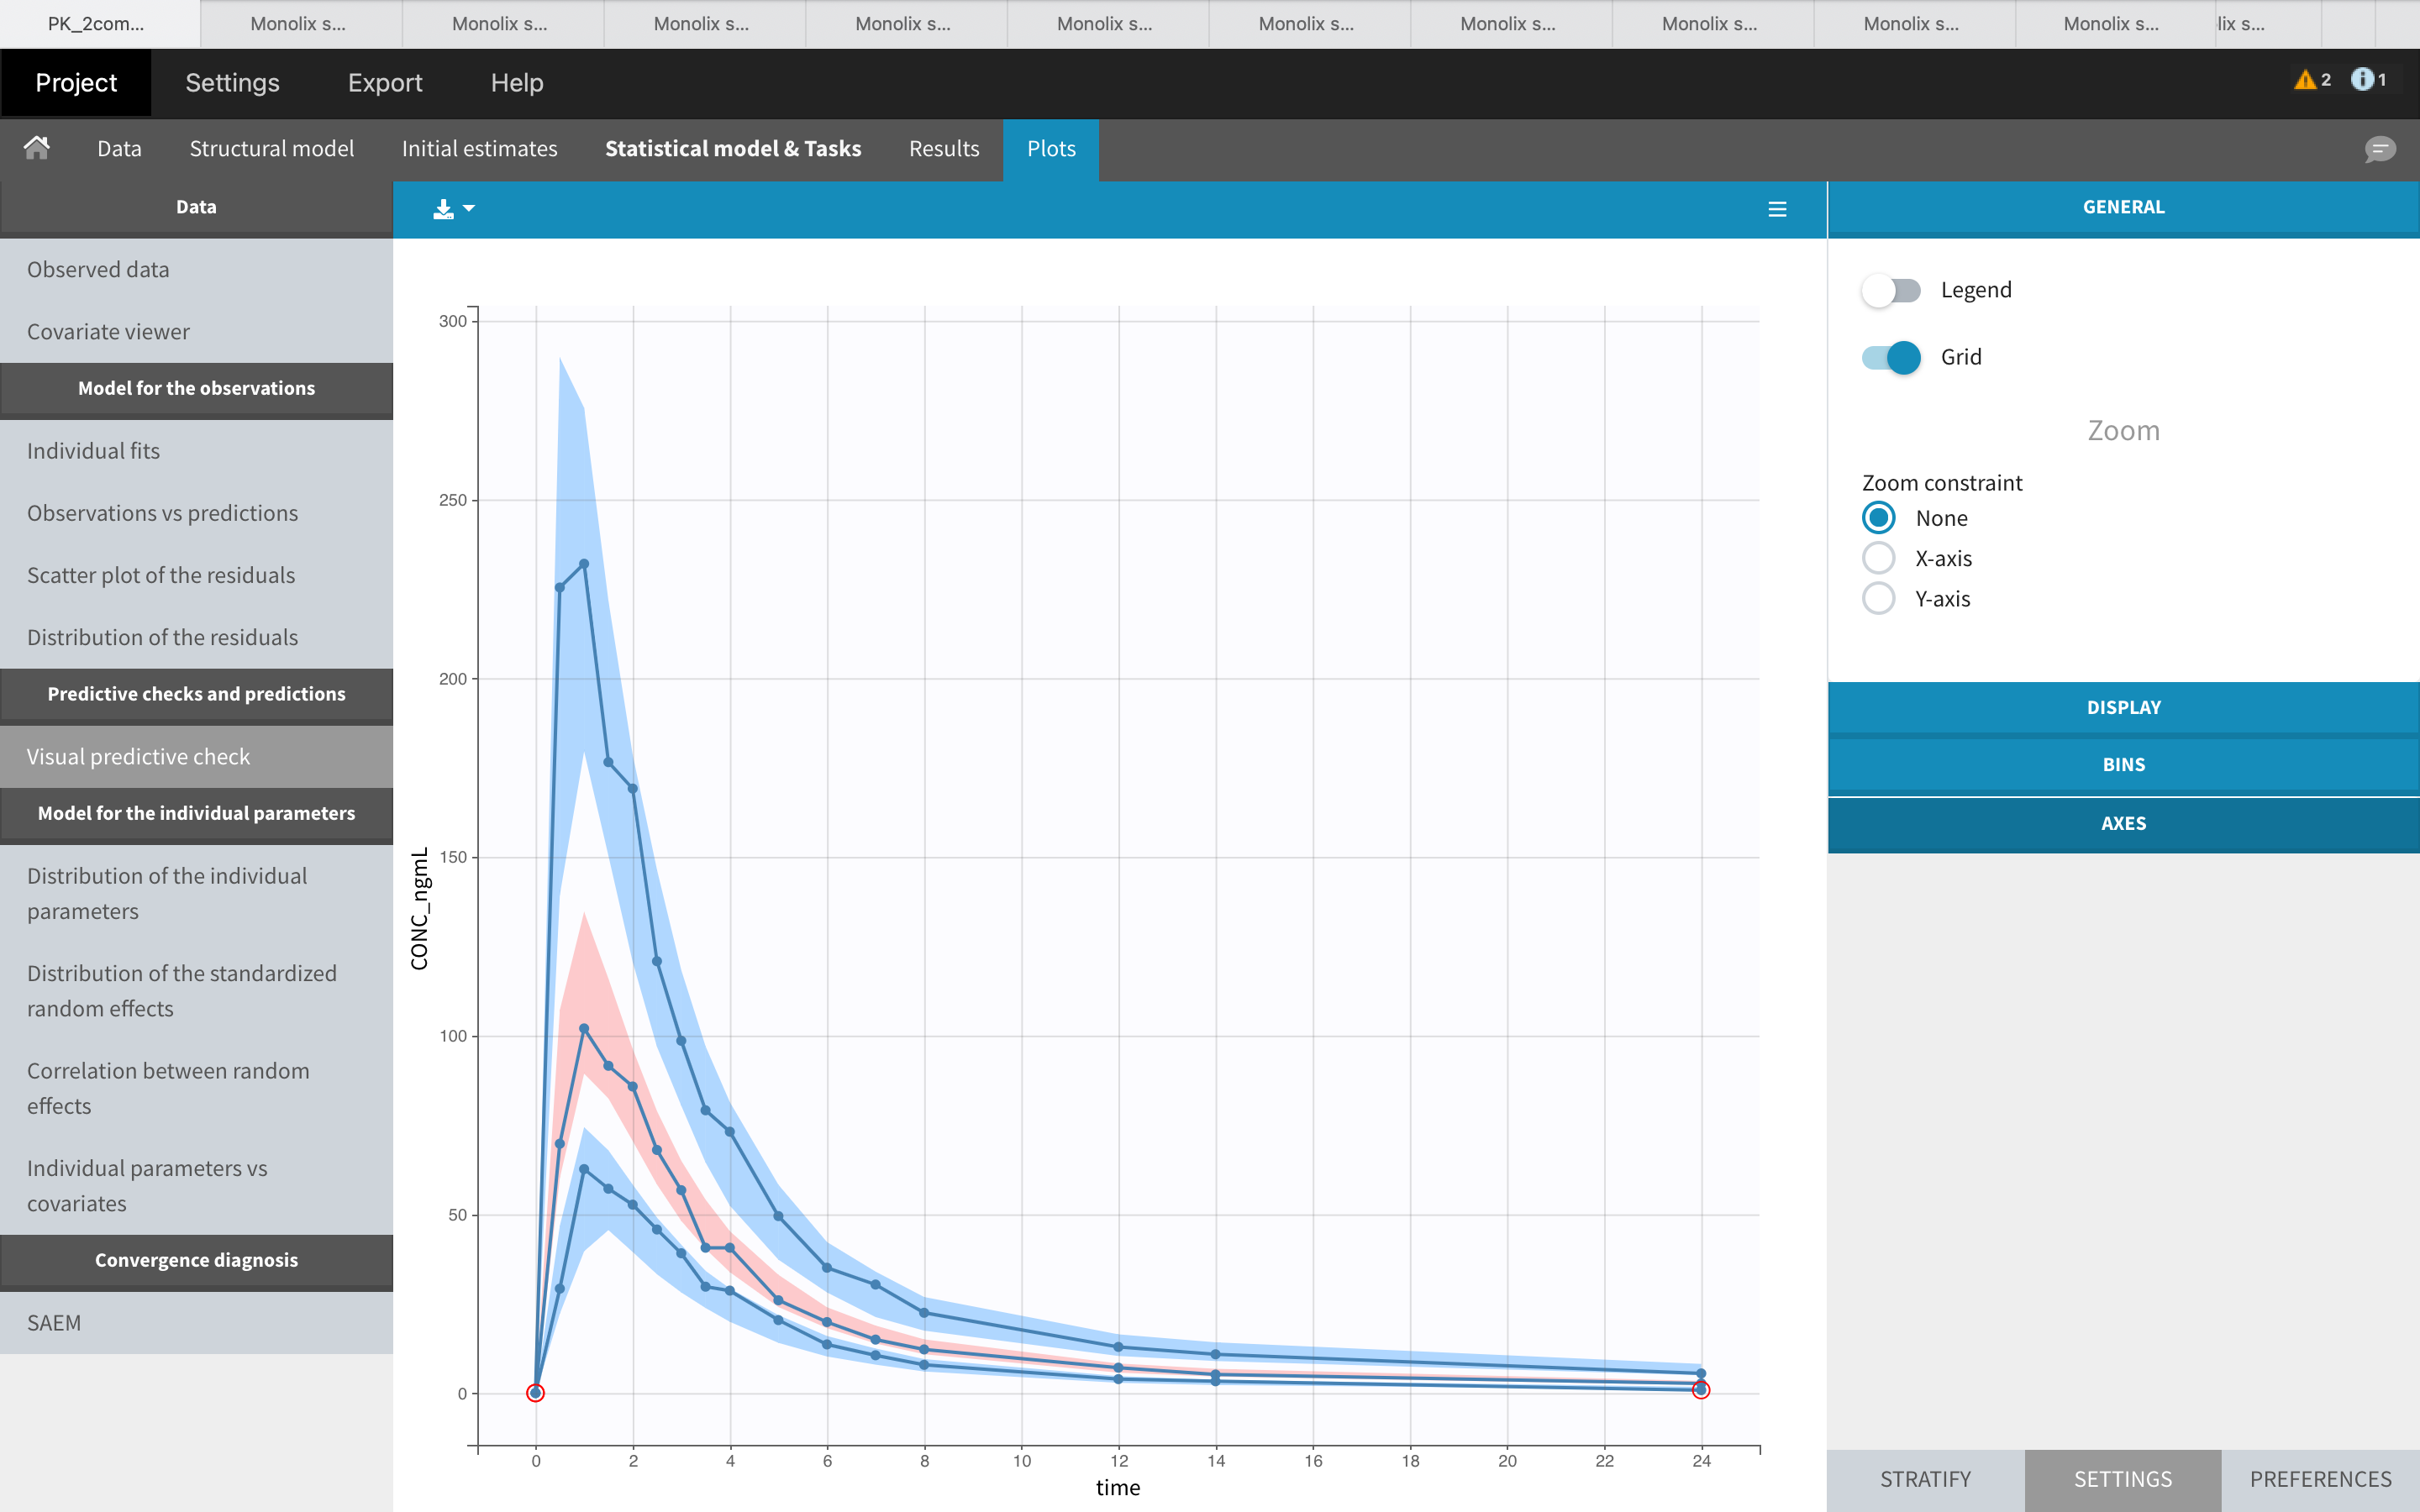 PK_2com...
Monolix s...
Monolix s...
Monolix s...
Monolix s...
Monolix s...
Monolix s...
Monolix s...
Monolix s...
Monolix s...
Monolix s...
lix s...
Project
Settings
Export
Help
2
1
Data
Structural model
Initial estimates
Statistical model & Tasks
Results
Plots
Data
Observed data
Covariate viewer
Model for the observations
Individual fits
Observations vs predictions
Scatter plot of the residuals
Distribution of the residuals
Predictive checks and predictions
Visual predictive check
Model for the individual parameters
Distribution of the individual
parameters
Distribution of the standardized
random effects
Correlation between random
effects
Individual parameters vs
covariates
Convergence diagnosis
SAEM
300
250
200
150
100
50
0
CONC_ngmL
0
2
4
6
8
10
12
14
16
18
20
22
24
time
GENERAL
Legend
Grid
Zoom
Zoom constraint
None
X-axis
Y-axis
DISPLAY
BINS
AXES
STRATIFY
SETTINGS
PREFERENCES